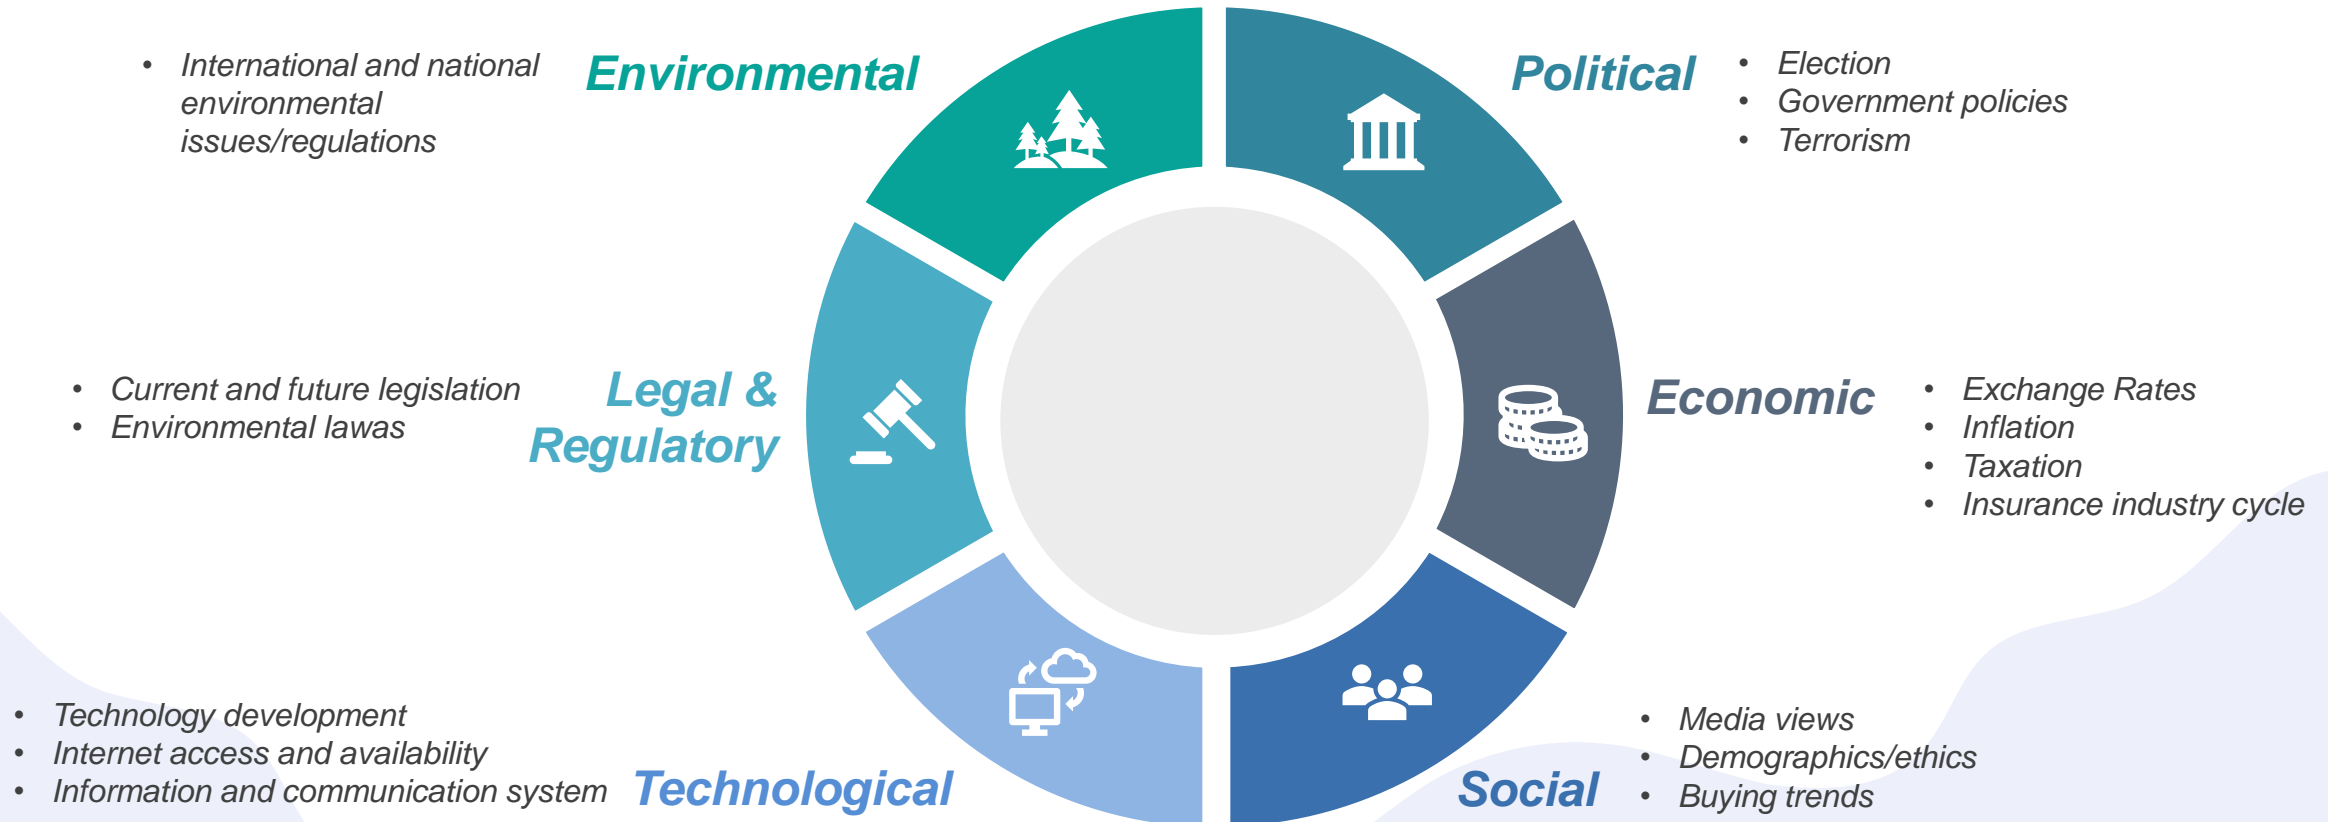 Environmental
• International and national
environmental
issues/regulations
Political
• Election
• Government policies
• Terrorism
Legal &
Regulatory
• Current and future legislation
• Environmental lawas
Economic
• Exchange Rates
• Inflation
• Taxation
• Insurance industry cycle
Technological
• Technology development
• Internet access and availability
• Information and communication system
Social
• Media views
• Demographics/ethics
• Buying trends